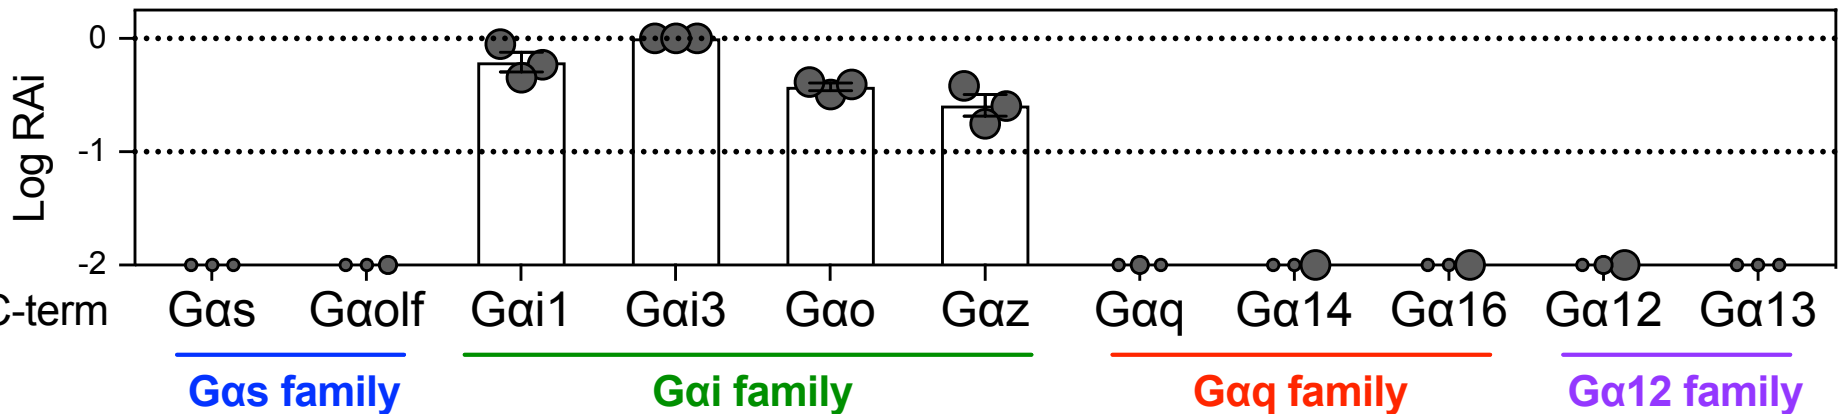 Log RAi
0
-1
-2
C-term Gαs Gαolf Gαi1 Gαi3 Gαo Gαz Gαq Gα14 Gα16 Gα12 Gα13
Gαs family Gαi family Gαq family Gα12 family